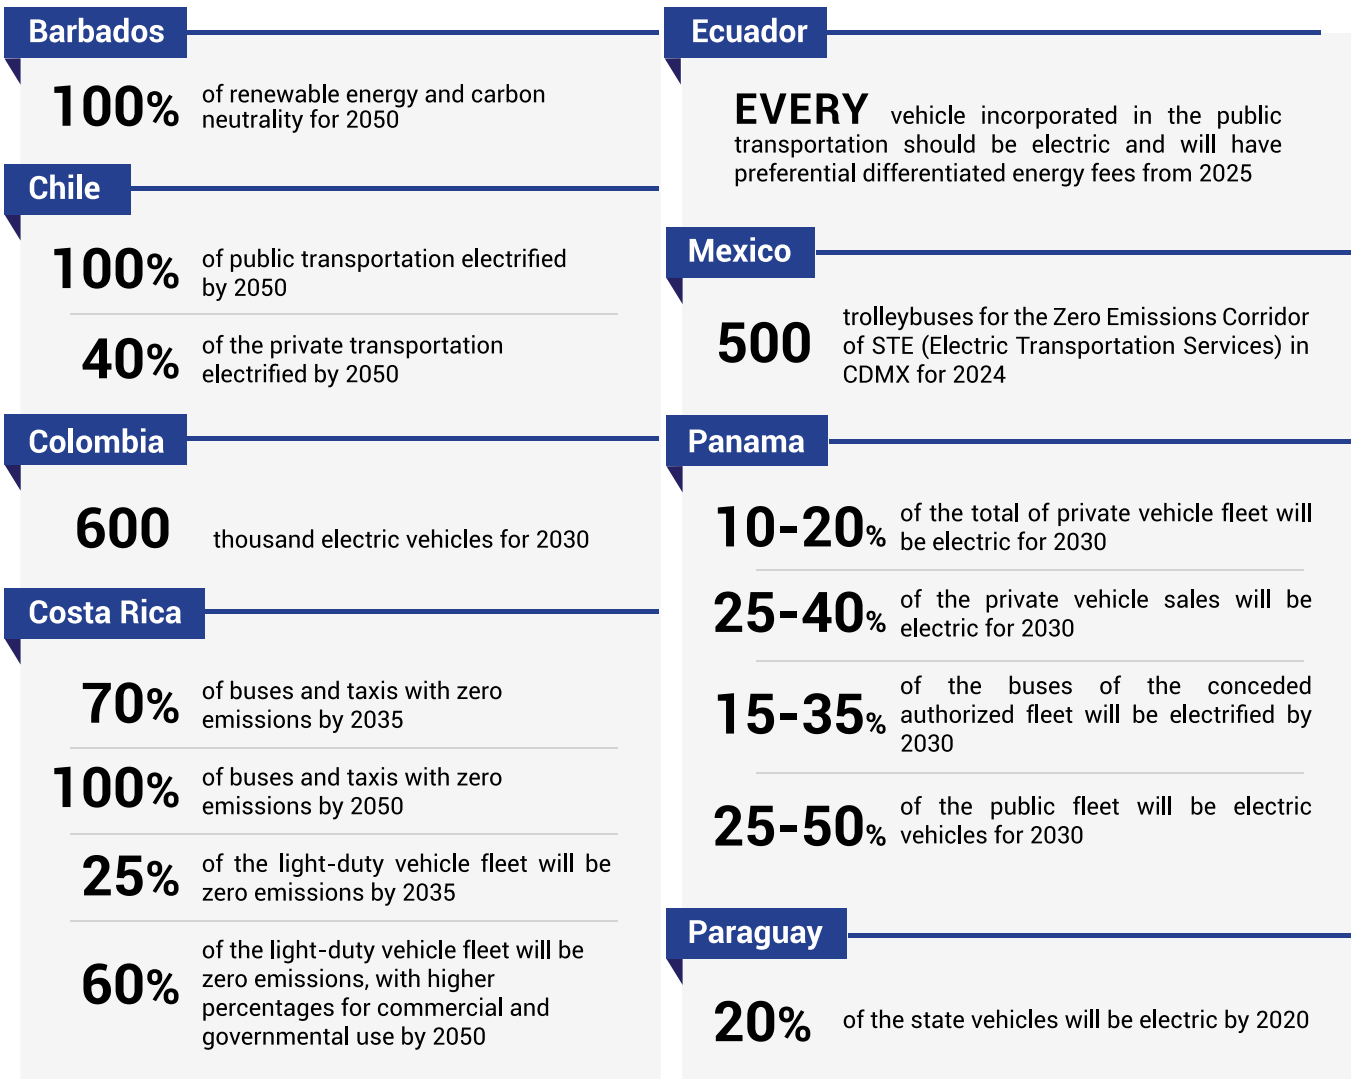 Barbados
100% of renewable energy and carbon
neutrality for 2050
Chile
100% of public transportation electrified
by 2050
40% of the private transportation
electrified by 2050
Colombia
600 thousand electric vehicles for 2030
Costa Rica
70% of buses and taxis with zero
emissions by 2035
100% of buses and taxis with zero
emissions by 2050
25% of the light-duty vehicle fleet will be
zero emissions by 2035
60% of the light-duty vehicle fleet will be
zero emissions, with higher
percentages for commercial and
governmental use by 2050
Ecuador
EVERY vehicle incorporated in the public
transportation should be electric and will have
preferential differentiated energy fees from 2025
Mexico
500 trolleybuses for the Zero Emissions Corridor
of STE (Electric Transportation Services) in
CDMX for 2024
Panama
10-20% of the total of private vehicle fleet will
be electric for 2030
25-40% of the private vehicle sales will be
electric for 2030
15-35% of the buses of the conceded
authorized fleet will be electrified by
2030
25-50% of the public fleet will be electric
vehicles for 2030
Paraguay
20% of the state vehicles will be electric by 2020